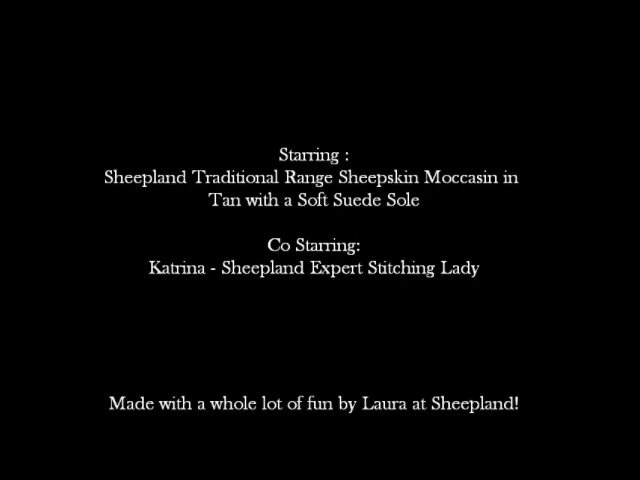 Starring :
Sheepland Traditional Range Sheepskin Moccasin in
Tan with a Soft Suede Sole
Co Starring:
Katrina - Sheepland Expert Stitching Lady
Made with a whole lot of fun by Laura at Sheepland!